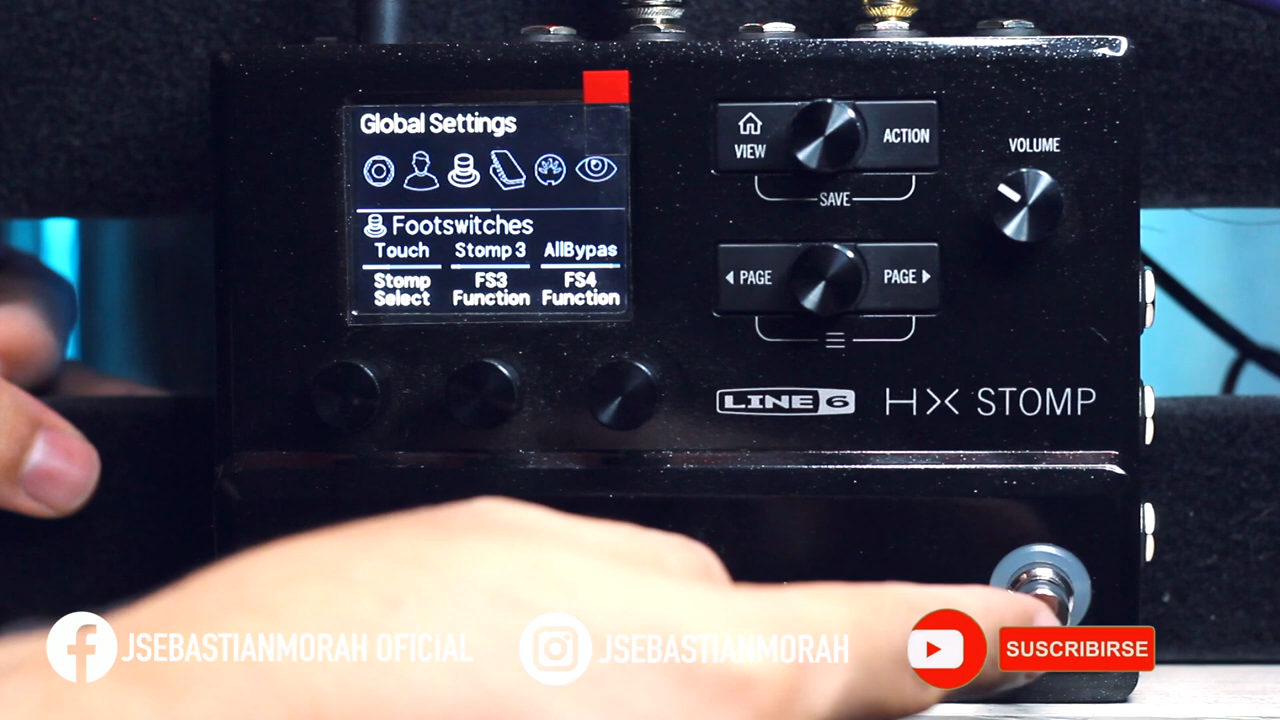 Global Settings
Footswitches
Touch Stomp 3 AllBypas
Stomp Select FS3 Function FS4 Function
VIEW
ACTION
SAVE
VOLUME
PAGE PAGE
LINE 6 HX STOMP
JSEBASTIANMORAH OFICIAL JSEBASTIANMORAH SUSCRIBIRSE